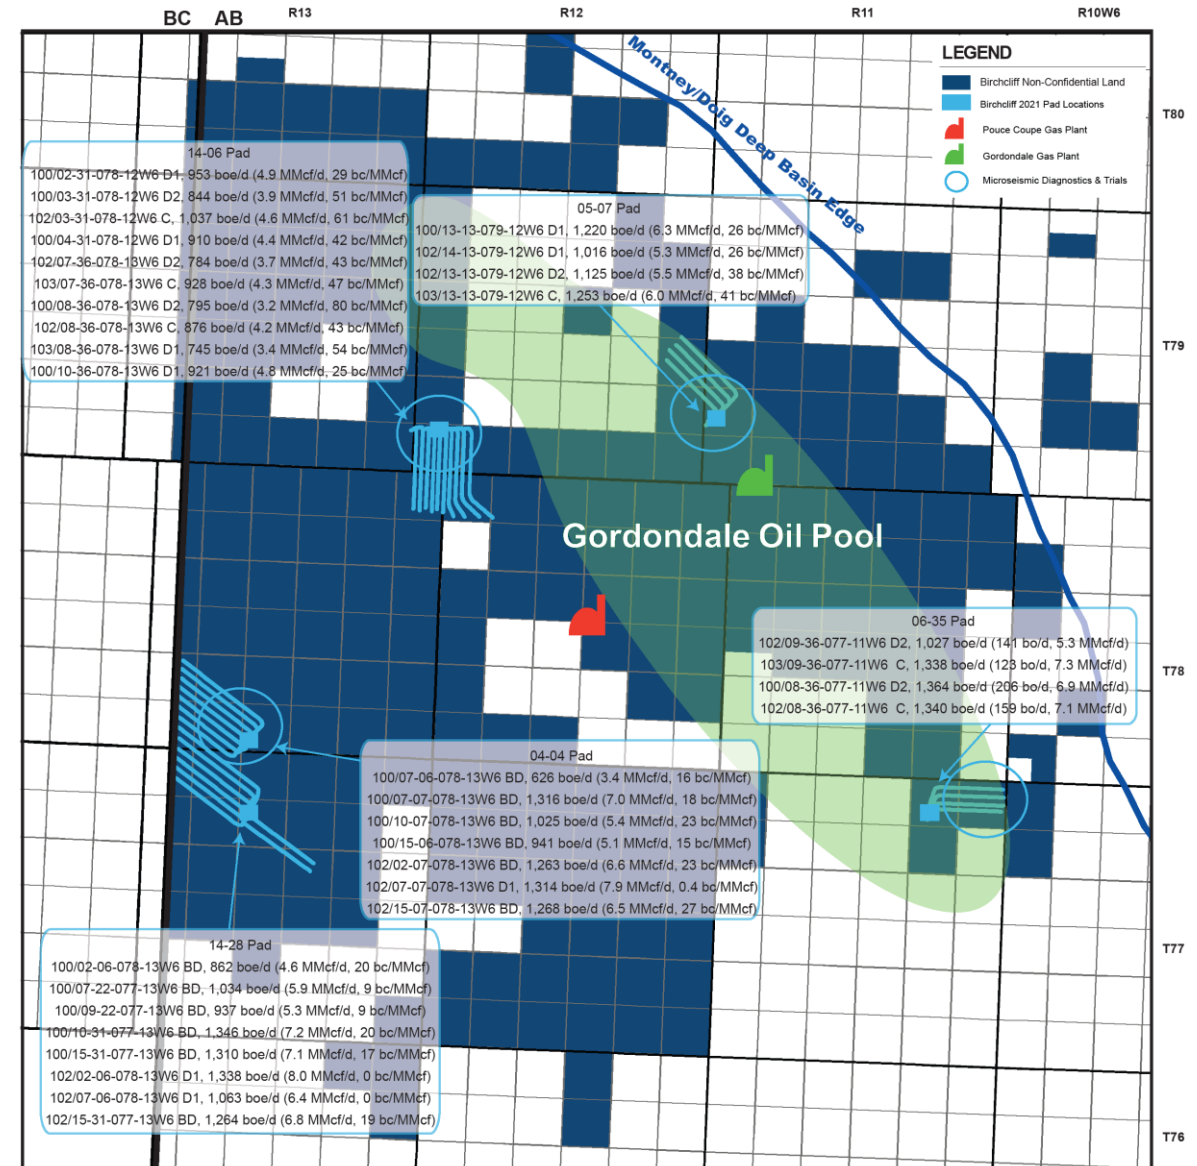 BC AB R13 R12 R11 R10W6
LEGEND
Birchcliff Non-Confidential Land
Birchcliff 2021 Pad Locations
Pouce Coupe Gas Plant
Gordondale Gas Plant
Microseismic Diagnostics & Trials
T80
Montney/Doig Deep Basin Edge
14-06 Pad
100/02-31-078-12W6 D1, 953 boe/d (4.9 MMcf/d, 29 bc/MMcf)
100/03-31-078-12W6 D2, 844 boe/d (3.9 MMcf/d, 51 bc/MMcf)
102/03-31-078-12W6 C, 1,037 boe/d (4.6 MMcf/d, 61 bc/MMcf)
100/04-31-078-12W6 D1, 910 boe/d (4.4 MMcf/d, 42 bc/MMcf)
102/07-36-078-13W6 D2, 784 boe/d (3.7 MMcf/d, 43 bc/MMcf)
103/07-36-078-13W6 C, 928 boe/d (4.3 MMcf/d, 47 bc/MMcf)
100/08-36-078-13W6 D2, 795 boe/d (3.2 MMcf/d, 80 bc/MMcf)
102/08-36-078-13W6 C, 876 boe/d (4.2 MMcf/d, 43 bc/MMcf)
103/08-36-078-13W6 D1, 745 boe/d (3.4 MMcf/d, 54 bc/MMcf)
100/10-36-078-13W6 D1, 921 boe/d (4.8 MMcf/d, 25 bc/MMcf)
05-07 Pad
100/13-13-079-12W6 D1, 1,220 boe/d (6.3 MMcf/d, 26 bc/MMcf)
102/14-13-079-12W6 D1, 1,016 boe/d (5.3 MMcf/d, 26 bc/MMcf)
102/13-13-079-12W6 D2, 1,125 boe/d (5.5 MMcf/d, 38 bc/MMcf)
103/13-13-079-12W6 C, 1,253 boe/d (6.0 MMcf/d, 41 bc/MMcf)
T79
Gordondale Oil Pool
06-35 Pad
102/09-36-077-11W6 D2, 1,027 boe/d (141 bo/d, 5.3 MMcf/d)
103/09-36-077-11W6 C, 1,338 boe/d (123 bo/d, 7.3 MMcf/d)
100/08-36-077-11W6 D2, 1,364 boe/d (206 bo/d, 6.9 MMcf/d)
102/08-36-077-11W6 C, 1,340 boe/d (159 bo/d, 7.1 MMcf/d)
T78
04-04 Pad
100/07-06-078-13W6 BD, 626 boe/d (3.4 MMcf/d, 16 bc/MMcf)
100/07-07-078-13W6 BD, 1,316 boe/d (7.0 MMcf/d, 18 bc/MMcf)
100/10-07-078-13W6 BD, 1,025 boe/d (5.4 MMcf/d, 23 bc/MMcf)
100/15-06-078-13W6 BD, 941 boe/d (5.1 MMcf/d, 15 bc/MMcf)
102/02-07-078-13W6 BD, 1,263 boe/d (6.6 MMcf/d, 23 bc/MMcf)
102/07-07-078-13W6 D1, 1,314 boe/d (7.9 MMcf/d, 0.4 bc/MMcf)
102/15-07-078-13W6 BD, 1,268 boe/d (6.5 MMcf/d, 27 bc/MMcf)
14-28 Pad
100/02-06-078-13W6 BD, 862 boe/d (4.6 MMcf/d, 20 bc/MMcf)
100/07-22-077-13W6 BD, 1,034 boe/d (5.9 MMcf/d, 9 bc/MMcf)
100/09-22-077-13W6 BD, 937 boe/d (5.3 MMcf/d, 9 bc/MMcf)
100/10-31-077-13W6 BD, 1,346 boe/d (7.2 MMcf/d, 20 bc/MMcf)
100/15-31-077-13W6 BD, 1,310 boe/d (7.1 MMcf/d, 17 bc/MMcf)
102/02-06-078-13W6 D1, 1,338 boe/d (8.0 MMcf/d, 0 bc/MMcf)
102/07-06-078-13W6 D1, 1,063 boe/d (6.4 MMcf/d, 0 bc/MMcf)
102/15-31-077-13W6 BD, 1,264 boe/d (6.8 MMcf/d, 19 bc/MMcf)
T77
T76